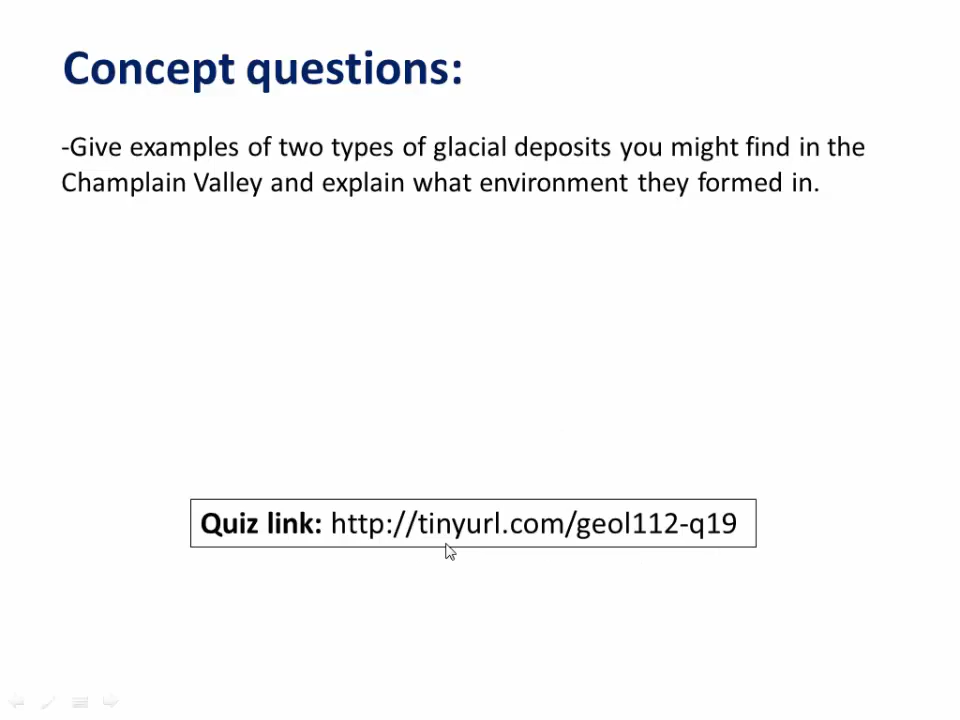 Concept questions:
-Give examples of two types of glacial deposits you might find in the
Champlain Valley and explain what environment they formed in.
Quiz link: http://tinyurl.com/geol112-q19